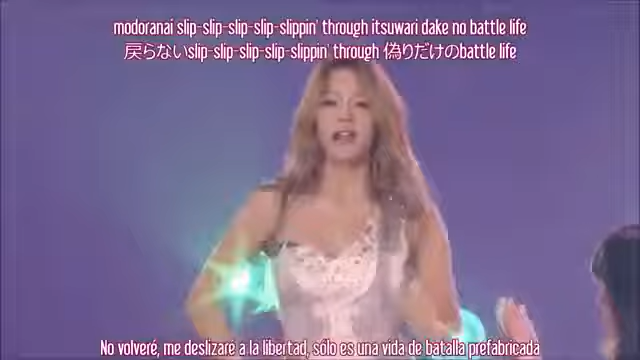 modoranai slip-slip-slip-slip-slippin' through itsuwari dake no battle life
戻らないslip-slip-slip-slip-slippin' through 偽りだけのbattle life
No volveré, me deslizaré a la libertad, sólo es una vida de batalla prefabricada